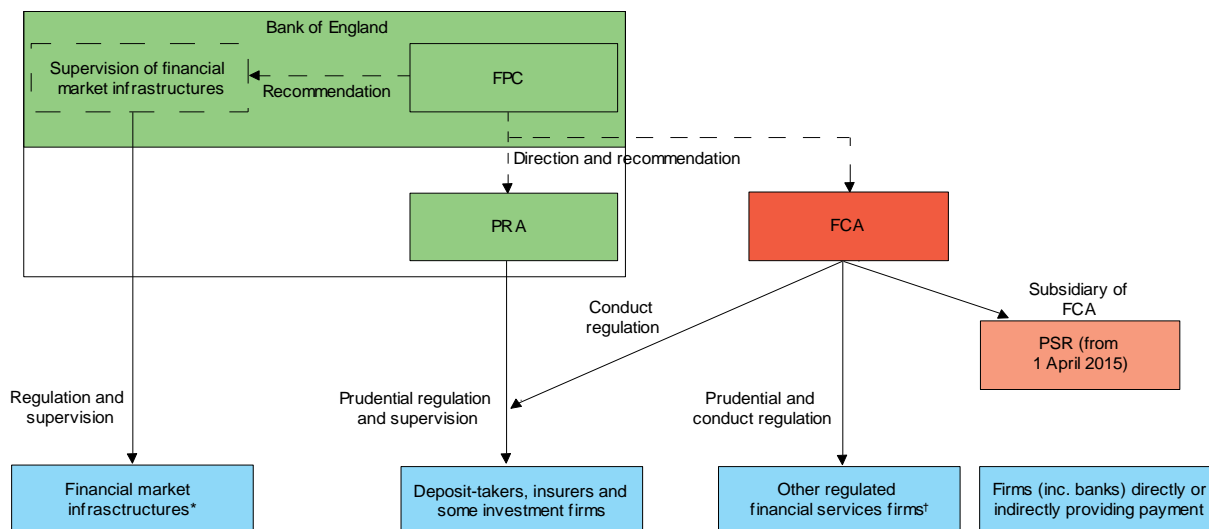 Bank of England
Supervision of financial
market infrastructures
Recommendation
FPC
Direction and recommendation
PRA
FCA
Conduct
regulation
Subsidiary of
FCA
PSR (from
1 April 2015)
Regulation and
supervision
Prudential regulation
and supervision
Prudential and
conduct regulation
Financial market
infrasctructures*
Deposit-takers, insurers and
some investment firms
Other regulated
financial services firms†
Firms (inc. banks) directly or
indirectly providing payment